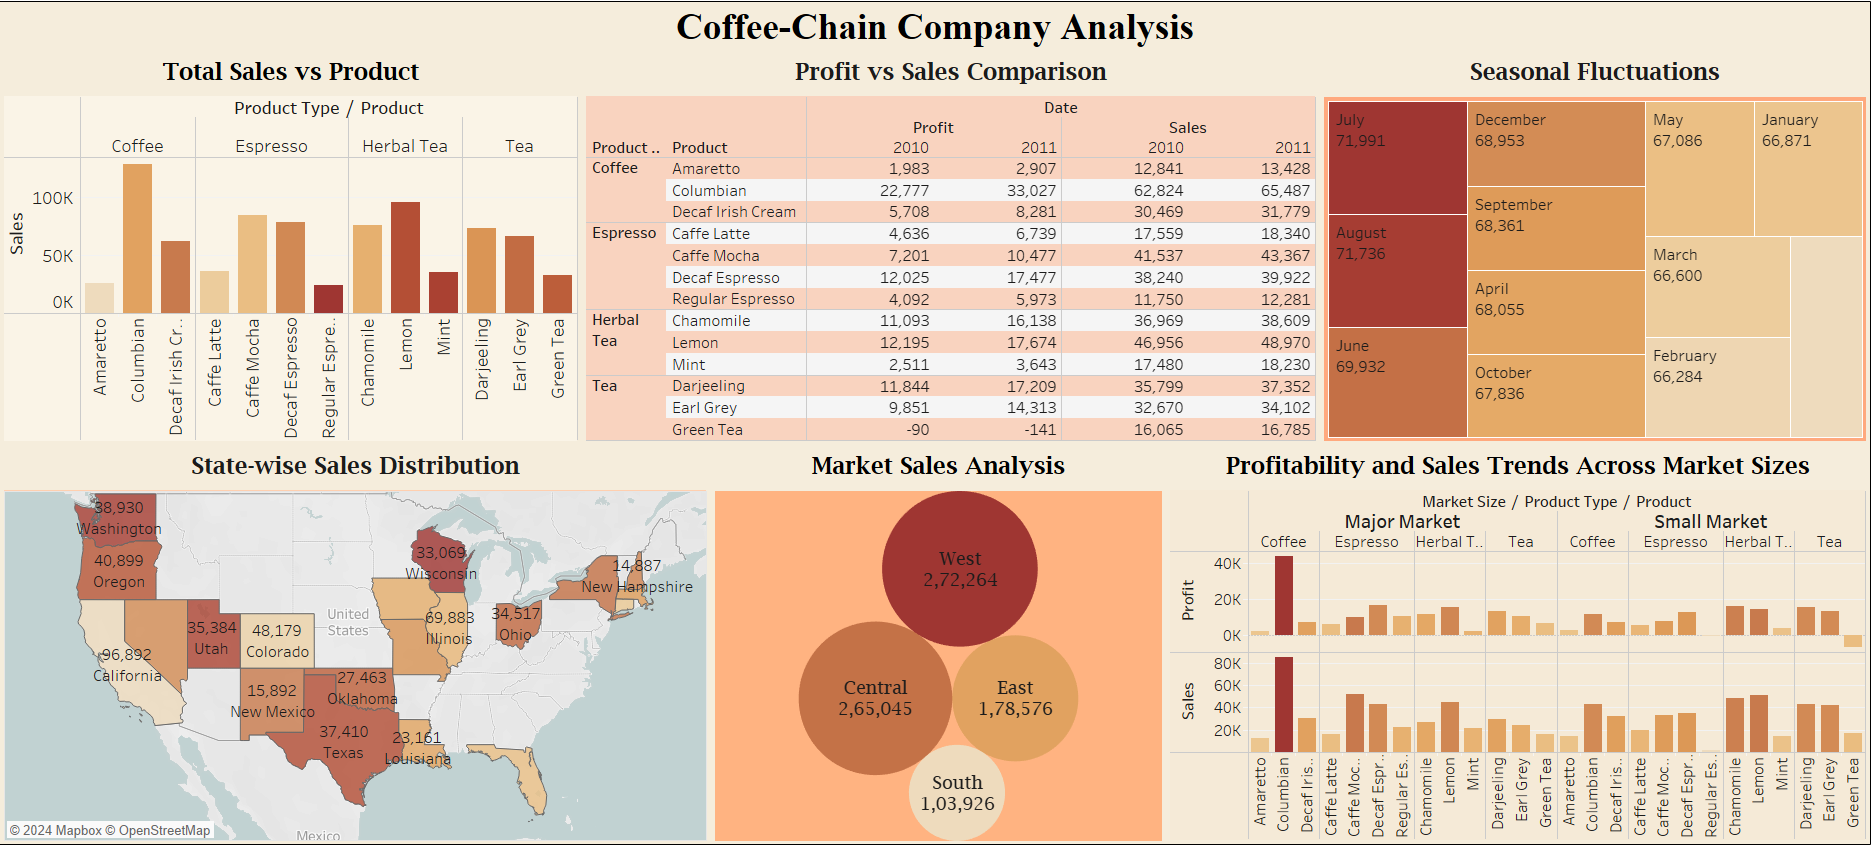 Coffee-Chain Company Analysis
Total Sales vs Product
Product Type / Product
Coffee Espresso Herbal Tea Tea
Sales
100K
50K
0K
Amaretto
Columbian
Decaf Irish Cr..
Caffe Latte
Caffe Mocha
Decaf Espresso
Regular Espre..
Chamomile
Lemon
Mint
Darjeeling
Earl Grey
Green Tea
Profit vs Sales Comparison
Date
Profit Sales
Product .. Product 2010 2011 2010 2011
Coffee Amaretto 1,983 2,907 12,841 13,428
Columbian 22,777 33,027 62,824 65,487
Decaf Irish Cream 5,708 8,281 30,469 31,779
Espresso Caffe Latte 4,636 6,739 17,559 18,340
Caffe Mocha 7,201 10,477 41,537 43,367
Decaf Espresso 12,025 17,477 38,240 39,922
Regular Espresso 4,092 5,973 11,750 12,281
Herbal Chamomile 11,093 16,138 36,969 38,609
Tea Lemon 12,195 17,674 46,956 48,970
Mint 2,511 3,643 17,480 18,230
Tea Darjeeling 11,844 17,209 35,799 37,352
Earl Grey 9,851 14,313 32,670 34,102
Green Tea -90 -141 16,065 16,785
Seasonal Fluctuations
July
71,991
August
71,736
June
69,932
December
68,953
September
68,361
April
68,055
October
67,836
May
67,086
January
66,871
March
66,600
February
66,284
State-wise Sales Distribution
38,930
Washington
40,899
Oregon
96,892
California
35,384
Utah
48,179
Colorado
15,892
New Mexico
United
States
27,463
Oklahoma
37,410
Texas
23,161
Louisiana
33,069
Wisconsin
69,883
Illinois
34,517
Ohio
14,887
New Hampshire
Mexico
© 2024 Mapbox © OpenStreetMap
Market Sales Analysis
West
2,72,264
Central
2,65,045
East
1,78,576
South
1,03,926
Profitability and Sales Trends Across Market Sizes
Market Size / Product Type / Product
Major Market Small Market
Coffee Espresso Herbal T.. Tea Coffee Espresso Herbal T.. Tea
Profit
40K
20K
0K
Sales
80K
60K
40K
20K
Amaretto
Columbian
Decaf Iris..
Caffe Latte
Caffe Moc..
Decaf Espr..
Regular Es..
Chamomile
Lemon
Mint
Darjeeling
Earl Grey
Green Tea
Amaretto
Columbian
Decaf Iris..
Caffe Latte
Caffe Moc..
Decaf Espr..
Regular Es..
Chamomile
Lemon
Mint
Darjeeling
Earl Grey
Green Tea